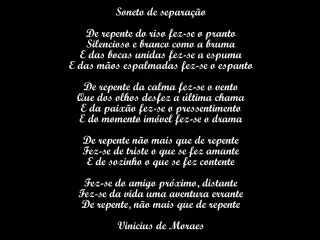 Soneto de separação
De repente do riso fez-se o pranto
Silencioso e branco como a bruma
E das bocas unidas fez-se a espuma
E das mãos espalmadas fez-se o espanto
De repente da calma fez-se o vento
Que dos olhos desfez a última chama
E da paixão fez-se o pressentimento
E do momento imóvel fez-se o drama
De repente não mais que de repente
Fez-se de triste o que se fez amante
E de sozinho o que se fez contente
Fez-se do amigo próximo, distante
Fez-se da vida uma aventura errante
De repente, não mais que de repente
Vinicius de Moraes